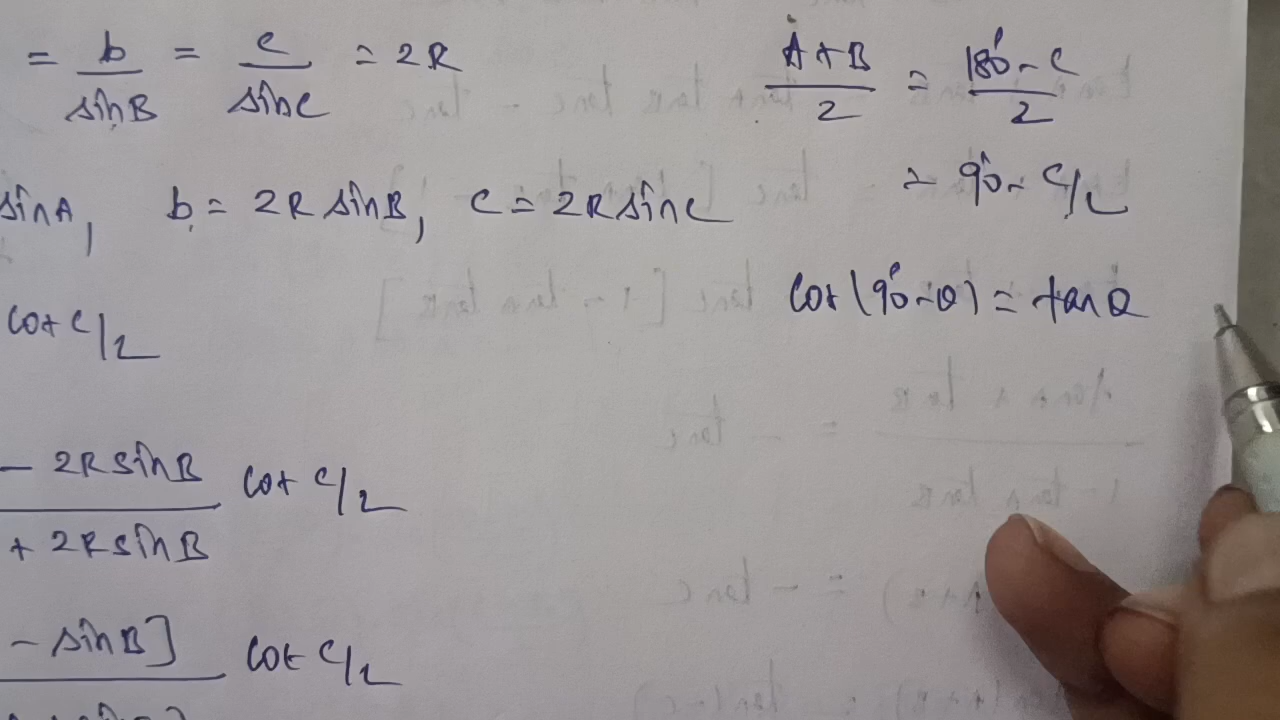 = b/sinB = c/sinC = 2R
sinA, b = 2R sinB, c = 2R sinC
cot C/2
- 2R sinB cot C/2
+ 2R sinB
- sinB] cot C/2
A+B/2 = 180°-C/2
= 90°- C/2
cot (90°-θ) = tan θ